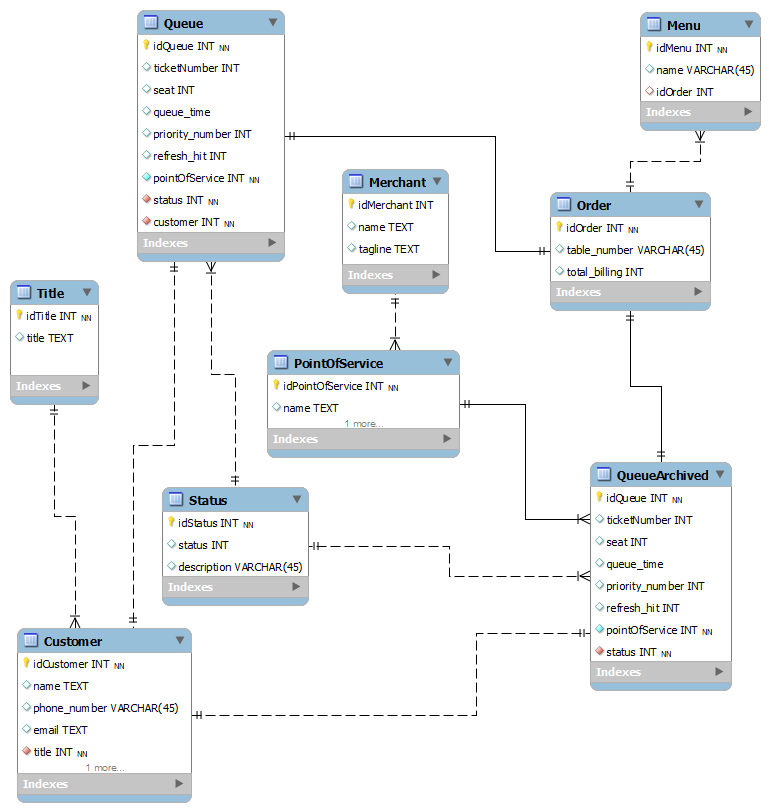 Queue
idQueue INT NN
ticketNumber INT
seat INT
queue_time
priority_number INT
refresh_hit INT
pointOfService INT NN
status INT NN
customer INT NN
Indexes
Menu
idMenu INT NN
name VARCHAR(45)
idOrder INT
Indexes
Merchant
idMerchant INT
name TEXT
tagline TEXT
Indexes
Order
idOrder INT NN
table_number VARCHAR(45)
total_billing INT
Indexes
Title
idTitle INT NN
title TEXT
Indexes
PointOfService
idPointOfService INT NN
name TEXT
1 more...
Indexes
Status
idStatus INT NN
status INT
description VARCHAR(45)
Indexes
QueueArchived
idQueue INT NN
ticketNumber INT
seat INT
queue_time
priority_number INT
refresh_hit INT
pointOfService INT NN
status INT NN
Indexes
Customer
idCustomer INT NN
name TEXT
phone_number VARCHAR(45)
email TEXT
title INT NN
1 more...
Indexes